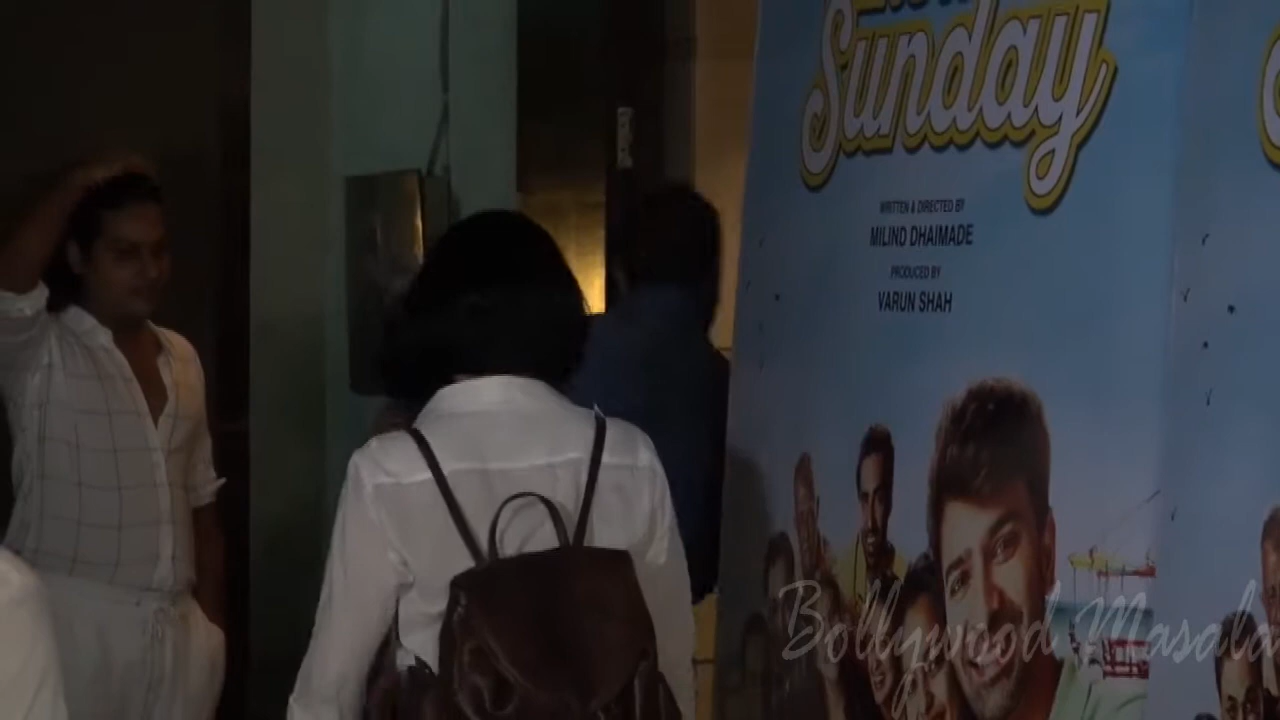 Sunday
WRITTEN & DIRECTED BY
MILIND DHAIMADE
PRODUCED BY
VARUN SHAH
Bollywood Masala